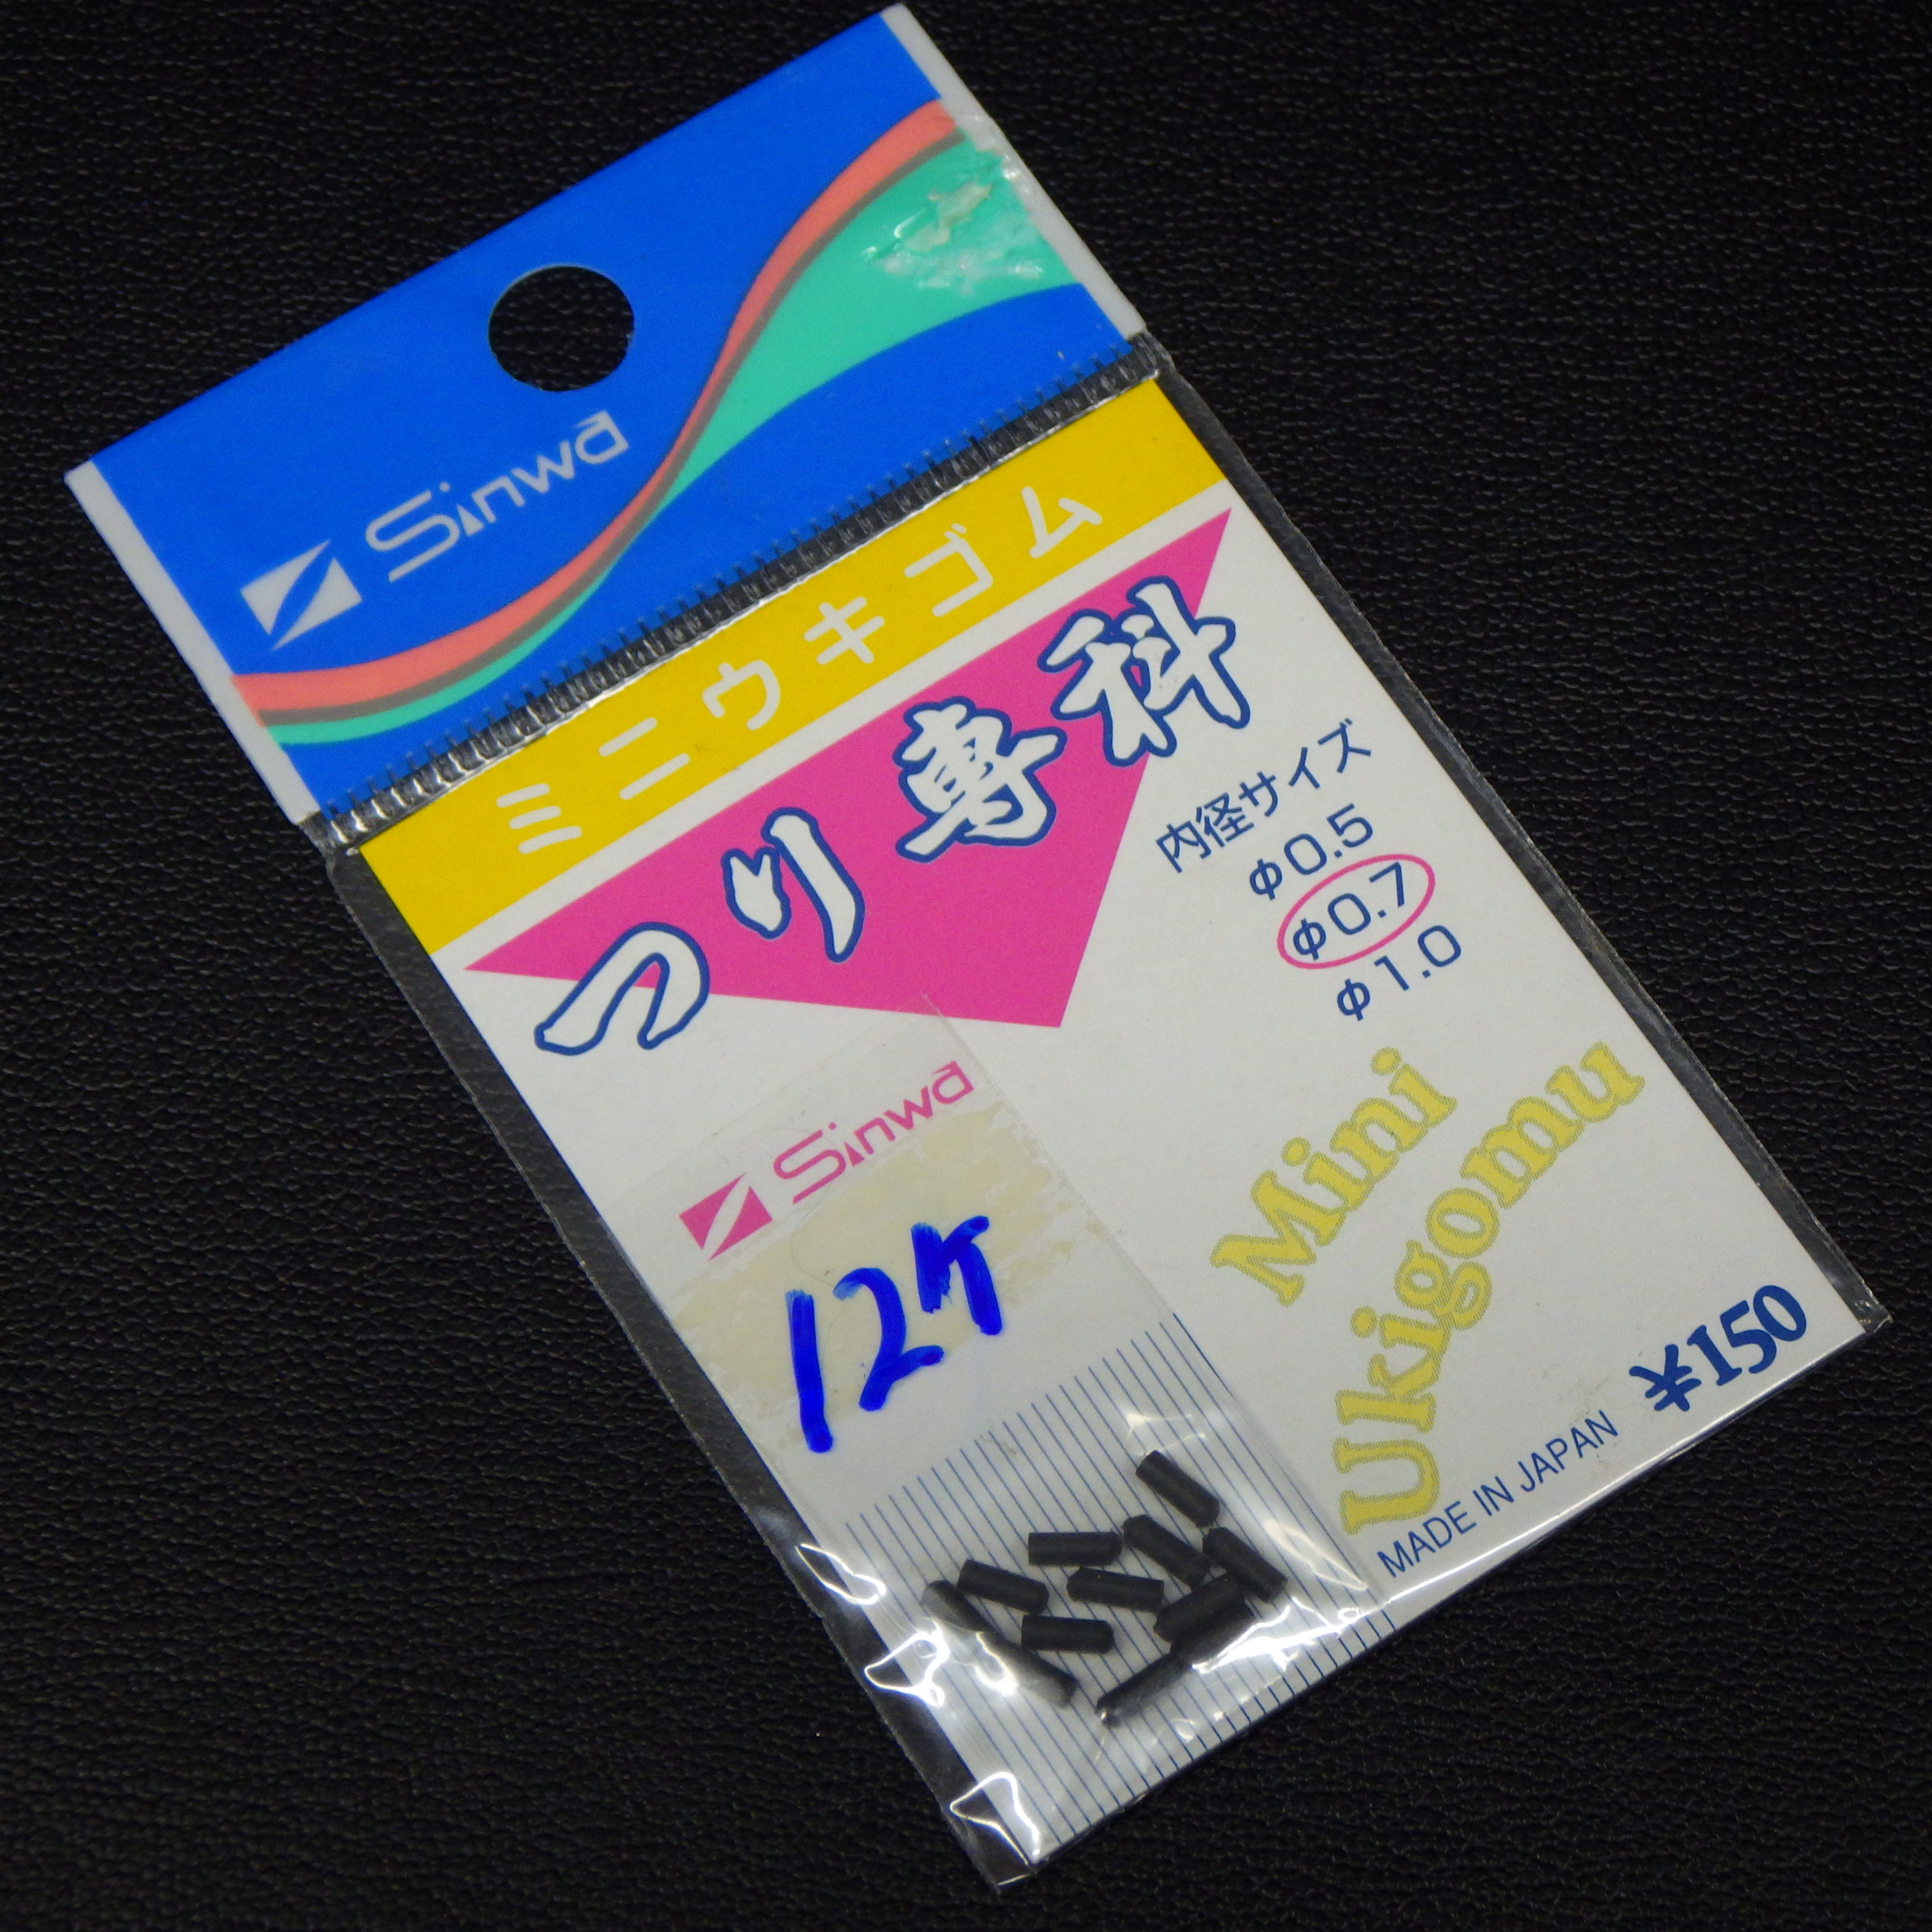 Sinwa
ミニウキゴム
つり専科
内径サイズ
φ0.5
φ0.7
φ1.0
Sinwa
12ケ
Mini
Ukigomu
¥150
MADE IN JAPAN